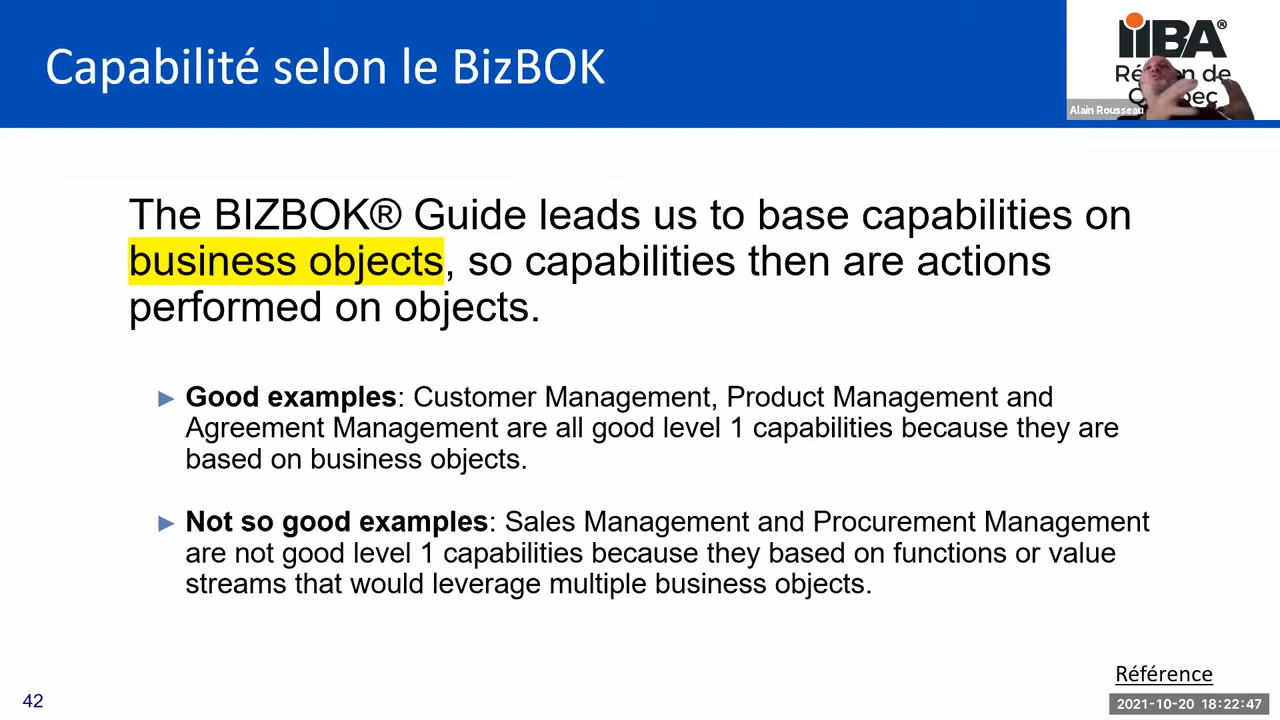 Capabilité selon le BizBOK
iiBA®
Alain Rousseau
The BIZBOK® Guide leads us to base capabilities on
business objects, so capabilities then are actions
performed on objects.
► Good examples: Customer Management, Product Management and
Agreement Management are all good level 1 capabilities because they are
based on business objects.
► Not so good examples: Sales Management and Procurement Management
are not good level 1 capabilities because they based on functions or value
streams that would leverage multiple business objects.
Référence
42
2021-10-20 18:22:47